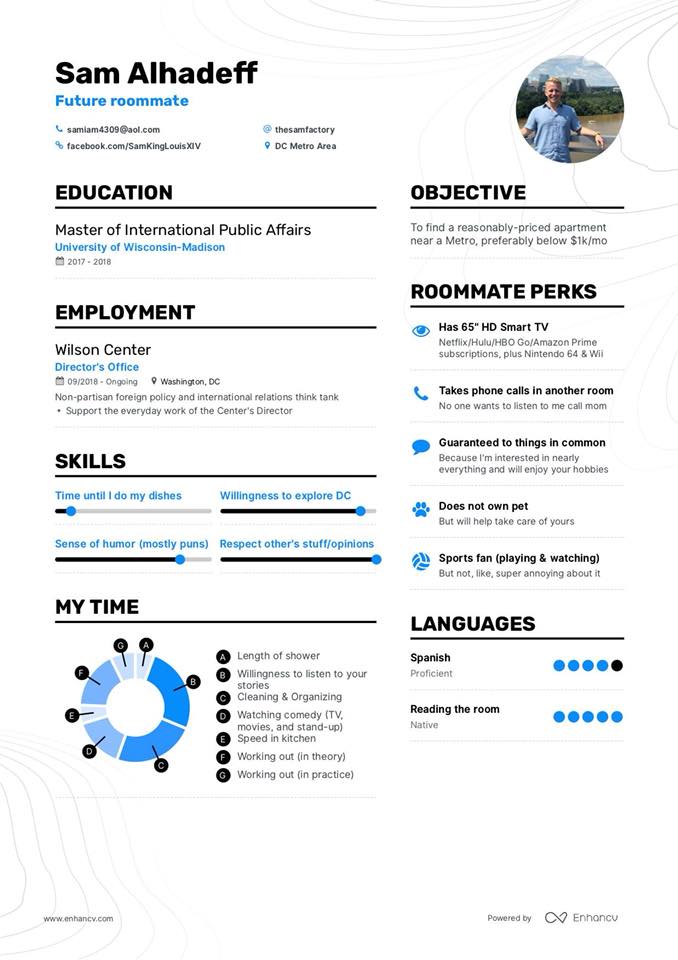 Sam Alhadeff
Future roommate
samiam4309@aol.com
thesamfactory
facebook.com/SamKingLouisXIV
DC Metro Area
EDUCATION
Master of International Public Affairs
University of Wisconsin-Madison
2017 - 2018
EMPLOYMENT
Wilson Center
Director's Office
09/2018 - Ongoing
Washington, DC
Non-partisan foreign policy and international relations think tank
• Support the everyday work of the Center's Director
SKILLS
Time until I do my dishes
Willingness to explore DC
Sense of humor (mostly puns)
Respect other's stuff/opinions
MY TIME
G
A
B
F
E
D
C
A Length of shower
B Willingness to listen to your
stories
C Cleaning & Organizing
D Watching comedy (TV,
movies, and stand-up)
E Speed in kitchen
F Working out (in theory)
G Working out (in practice)
OBJECTIVE
To find a reasonably-priced apartment
near a Metro, preferably below $1k/mo
ROOMMATE PERKS
Has 65" HD Smart TV
Netflix/Hulu/HBO Go/Amazon Prime
subscriptions, plus Nintendo 64 & Wii
Takes phone calls in another room
No one wants to listen to me call mom
Guaranteed to things in common
Because I'm interested in nearly
everything and will enjoy your hobbies
Does not own pet
But will help take care of yours
Sports fan (playing & watching)
But not, like, super annoying about it
LANGUAGES
Spanish
Proficient
Reading the room
Native
www.enhancv.com
Powered by
Enhancv